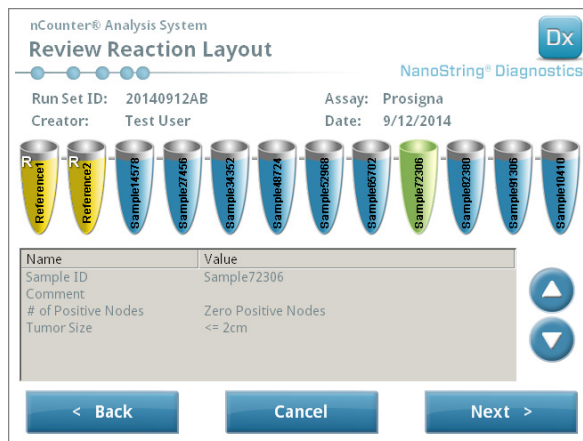 nCounter® Analysis System
Dx
Review Reaction Layout
NanoString® Diagnostics
Run Set ID: 20140912AB Assay: Prosigna
Creator: Test User Date: 9/12/2014
R R
Reference1
Reference2
Sample14578
Sample27456
Sample34352
Sample48724
Sample52968
Sample65702
Sample72306
Sample82380
Sample91306
Sample10410
Name Value
Sample ID Sample72306
Comment
# of Positive Nodes Zero Positive Nodes
Tumor Size <= 2cm
< Back Cancel Next >